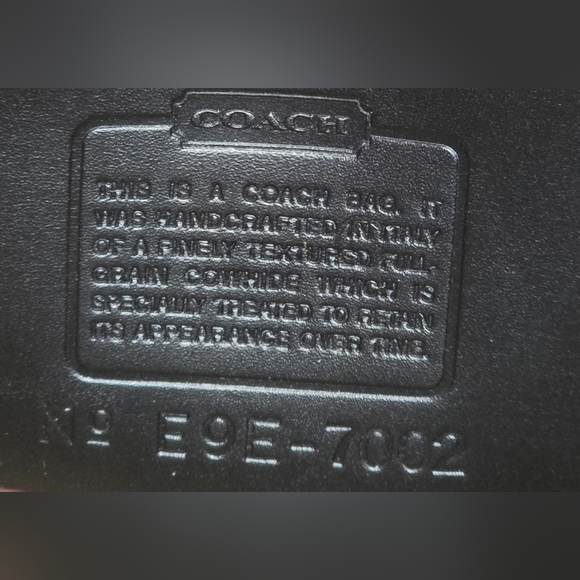 COACH
THIS IS A COACH BAG. IT
WAS HANDCRAFTED IN ITALY
OF A FINELY TEXTURED FULL-
GRAIN COWHIDE WHICH IS
SPECIALLY TREATED TO RETAIN
ITS APPEARANCE OVER TIME.
Nº E9E-7002